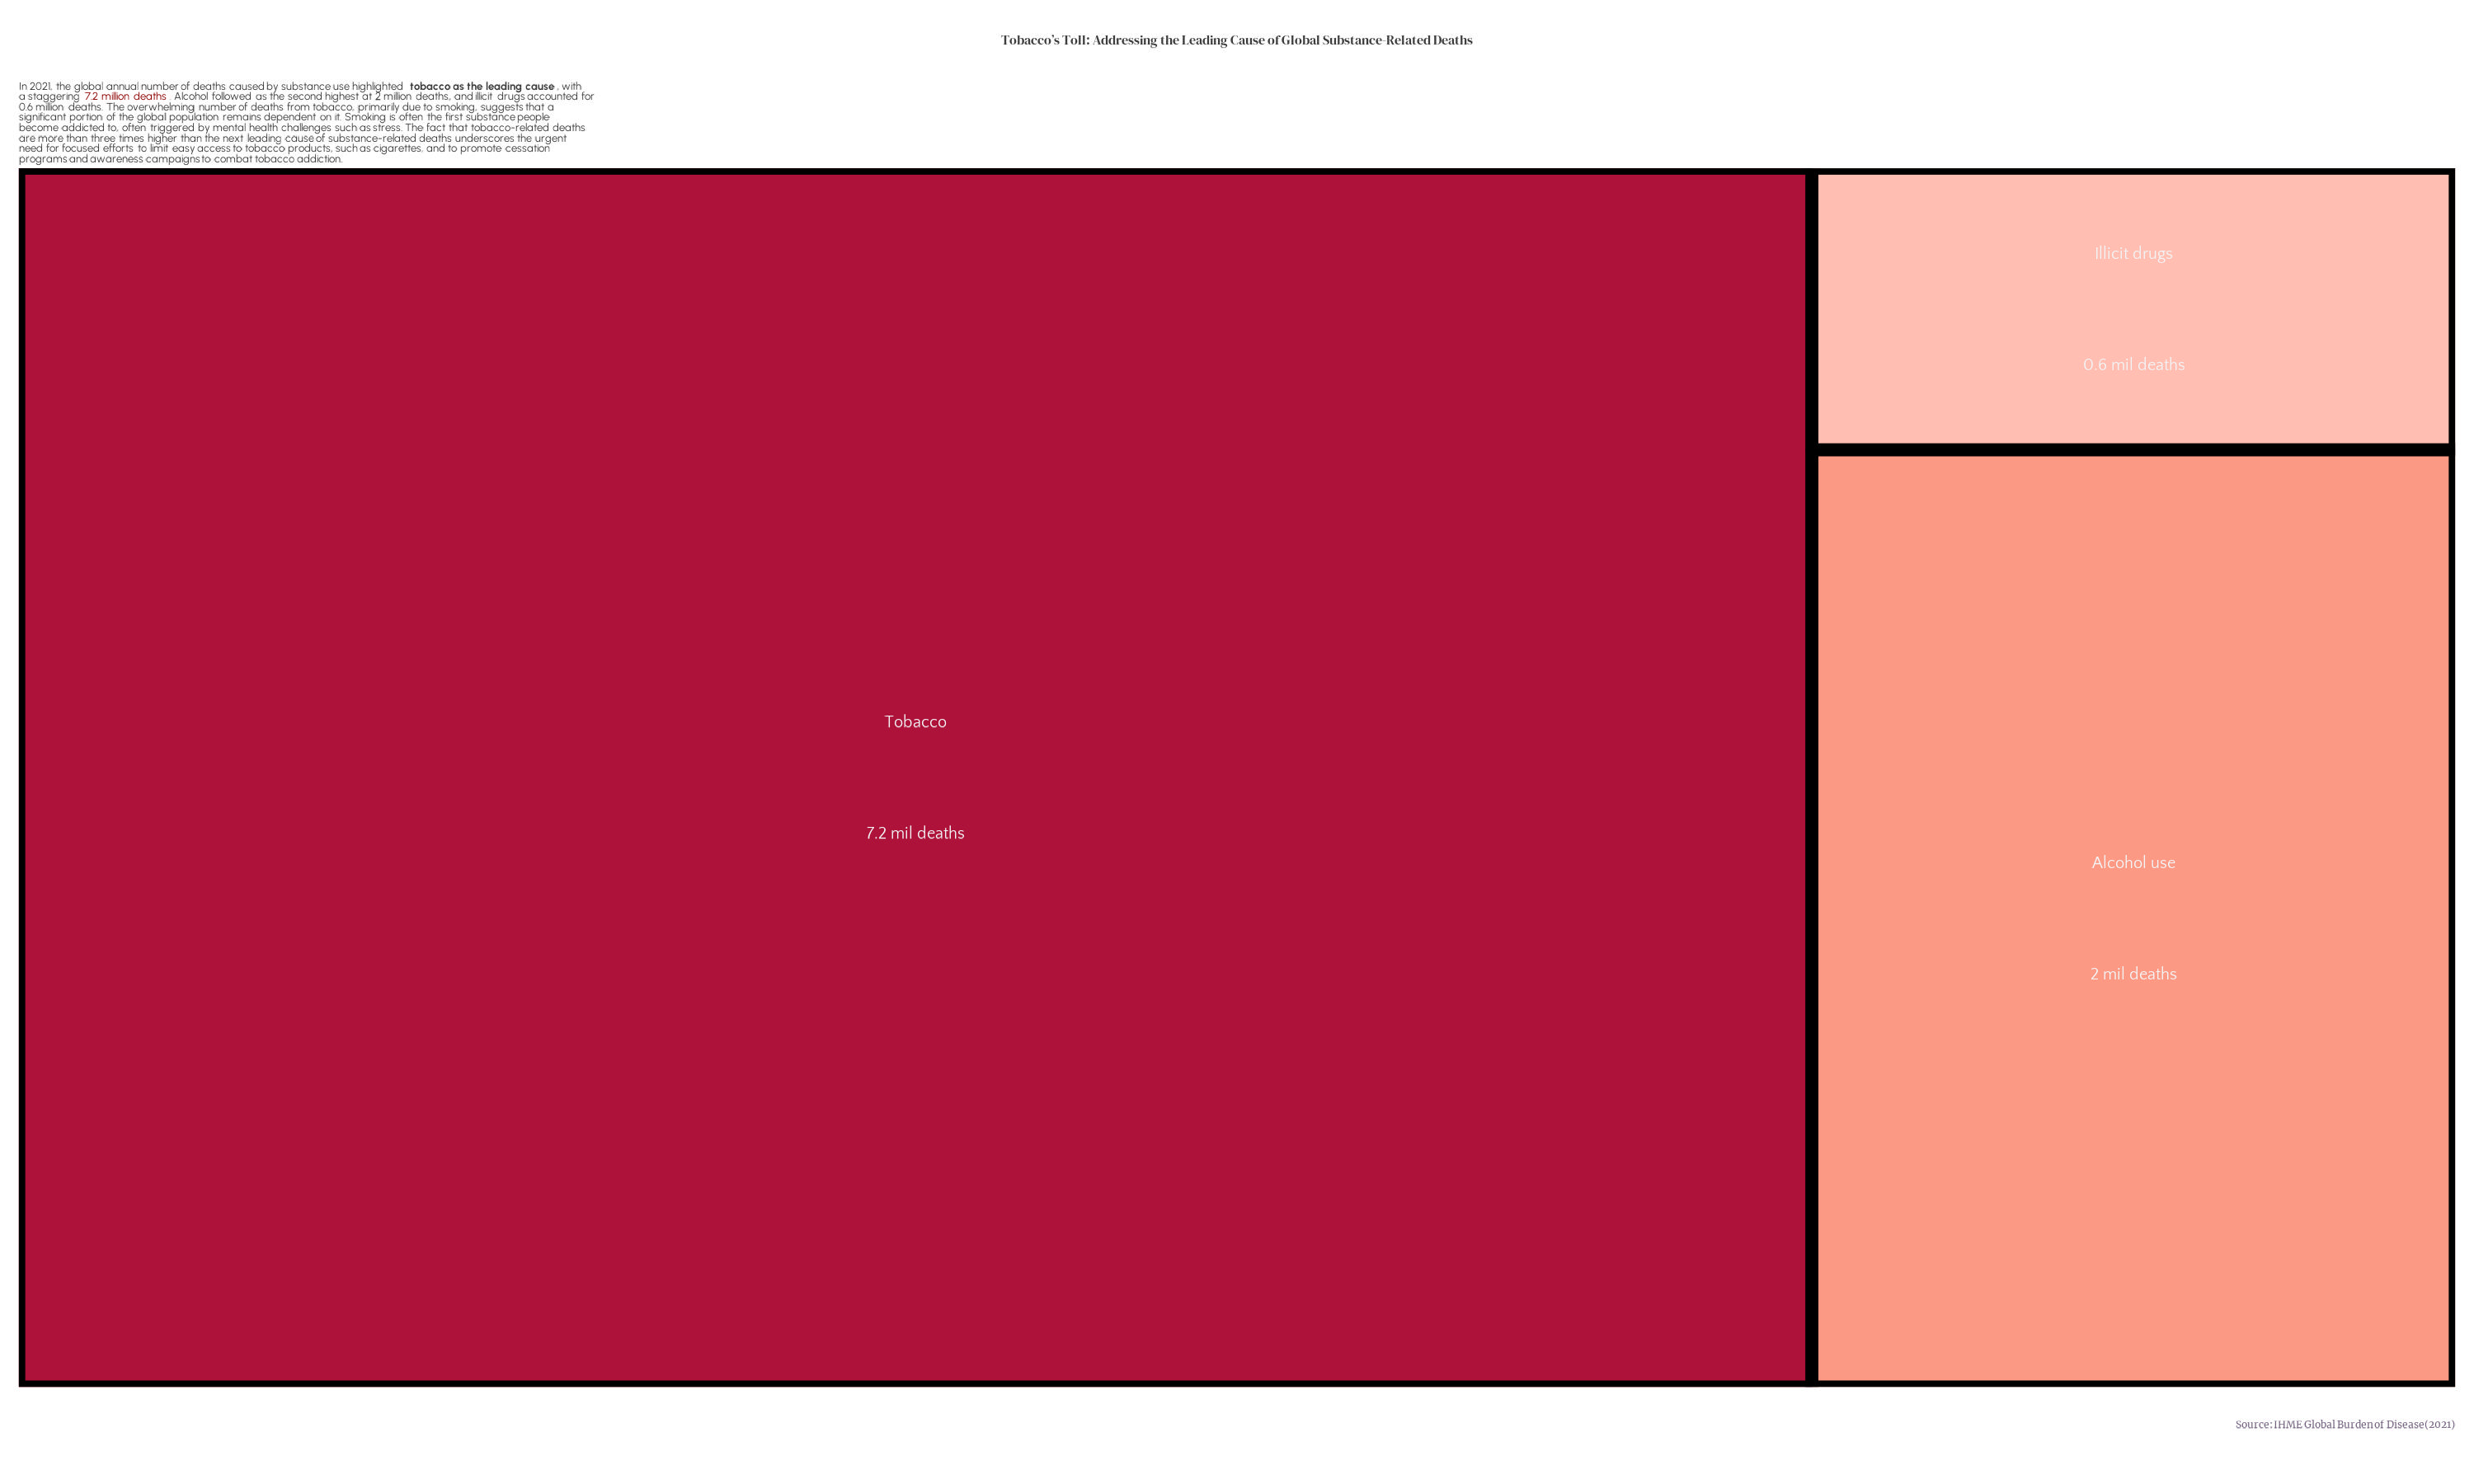 Tobacco's Toll: Addressing the Leading Cause of Global Substance-Related Deaths
In 2021, the global annual number of deaths caused by substance use highlighted tobacco as the leading cause, with
a staggering 7.2 million deaths. Alcohol followed as the second highest at 2 million deaths, and illicit drugs accounted for
0.6 million deaths. The overwhelming number of deaths from tobacco, primarily due to smoking, suggests that a
significant portion of the global population remains dependent on it. Smoking is often the first substance people
become addicted to, often triggered by mental health challenges such as stress. The fact that tobacco-related deaths
are more than three times higher than the next leading cause of substance-related deaths underscores the urgent
need for focused efforts to limit easy access to tobacco products, such as cigarettes, and to promote cessation
programs and awareness campaigns to combat tobacco addiction.
Illicit drugs
0.6 mil deaths
Tobacco
7.2 mil deaths
Alcohol use
2 mil deaths
Source: IHME Global Burden of Disease(2021)